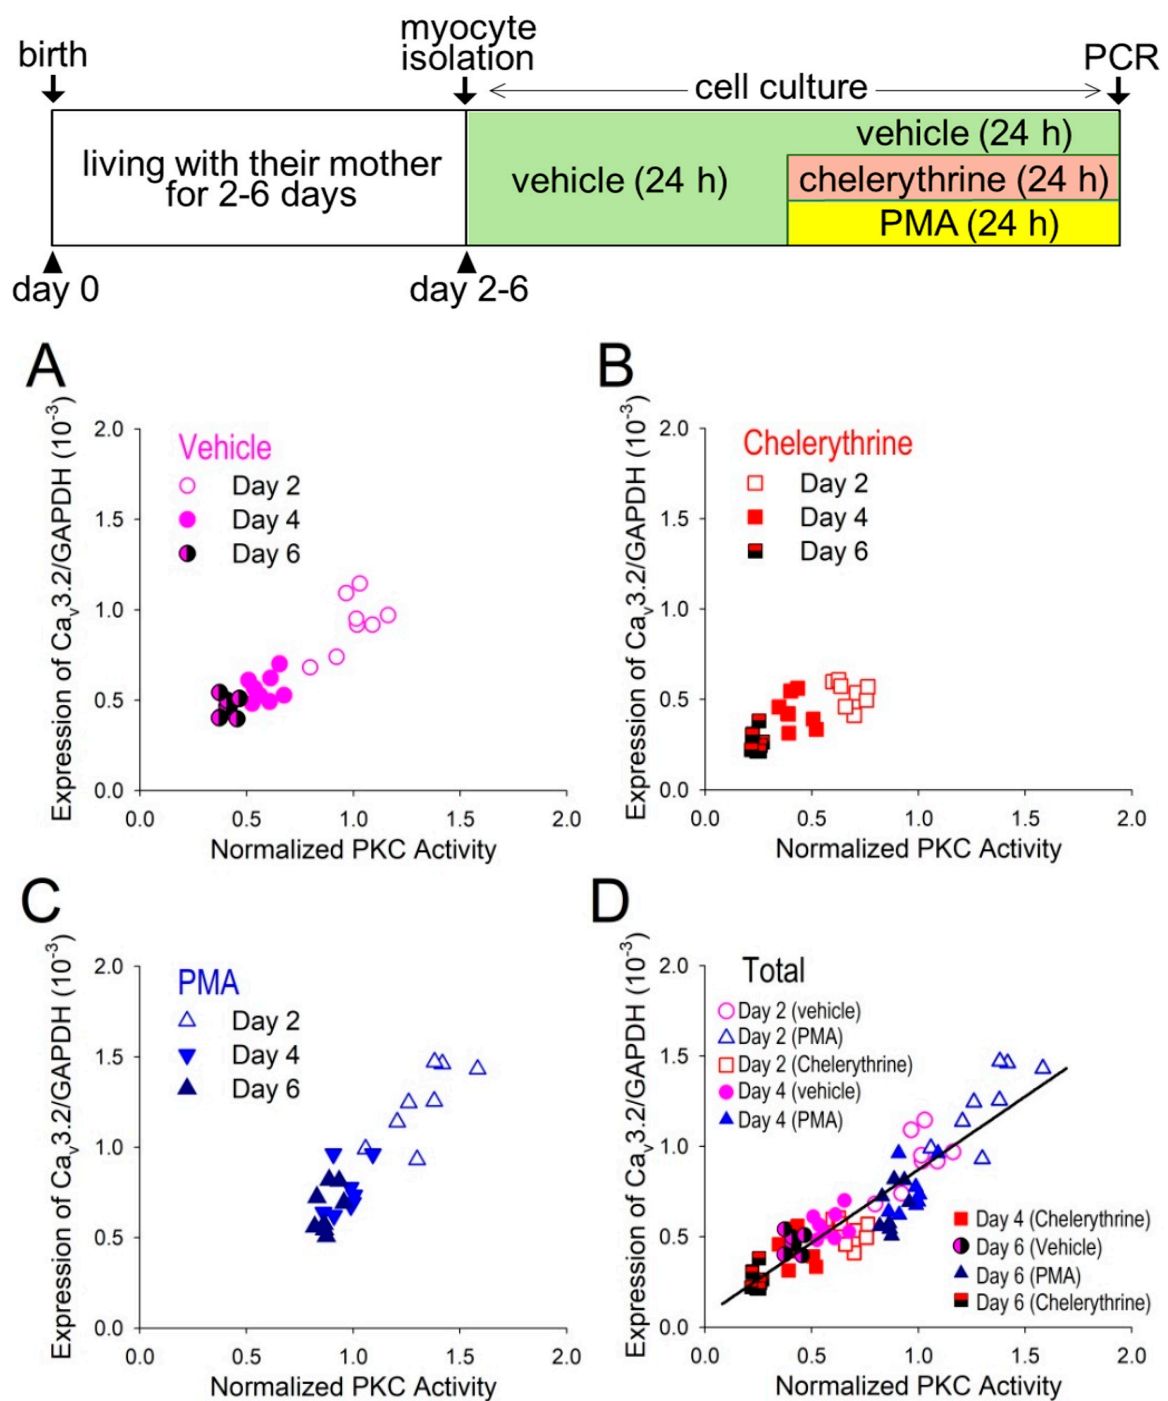 birth
myocyte
isolation
PCR
cell culture
living with their mother
for 2-6 days
vehicle (24 h)
vehicle (24 h)
chelerythrine (24 h)
PMA (24 h)
day 0
day 2-6
A
Expression of Cav3.2/GAPDH (10-3)
2.0
1.5
1.0
0.5
0.0
Vehicle
Day 2
Day 4
Day 6
0.0 0.5 1.0 1.5 2.0
Normalized PKC Activity
B
Expression of Cav3.2/GAPDH (10-3)
2.0
1.5
1.0
0.5
0.0
Chelerythrine
Day 2
Day 4
Day 6
0.0 0.5 1.0 1.5 2.0
Normalized PKC Activity
C
Expression of Cav3.2/GAPDH (10-3)
2.0
1.5
1.0
0.5
0.0
PMA
Day 2
Day 4
Day 6
0.0 0.5 1.0 1.5 2.0
Normalized PKC Activity
D
Expression of Cav3.2/GAPDH (10-3)
2.0
1.5
1.0
0.5
0.0
Total
Day 2 (vehicle)
Day 2 (PMA)
Day 2 (Chelerythrine)
Day 4 (vehicle)
Day 4 (PMA)
Day 4 (Chelerythrine)
Day 6 (Vehicle)
Day 6 (PMA)
Day 6 (Chelerythrine)
0.0 0.5 1.0 1.5 2.0
Normalized PKC Activity